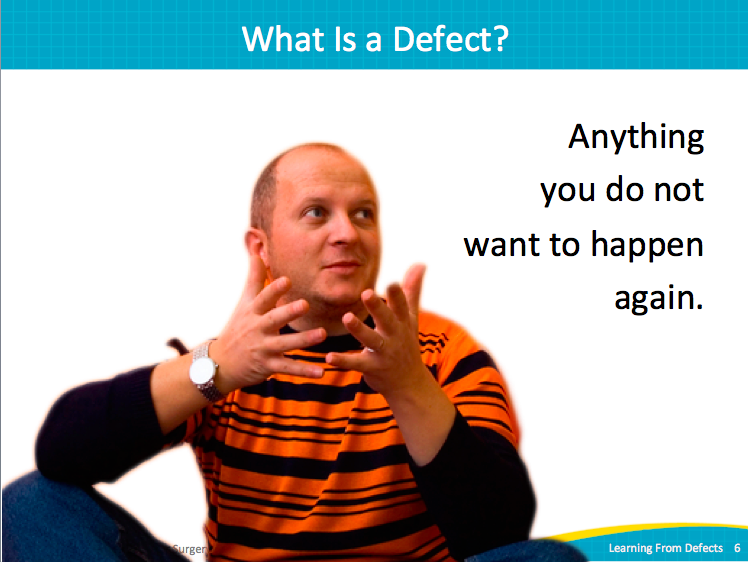 What Is a Defect?
Anything
you do not
want to happen
again.
Learning From Defects 6